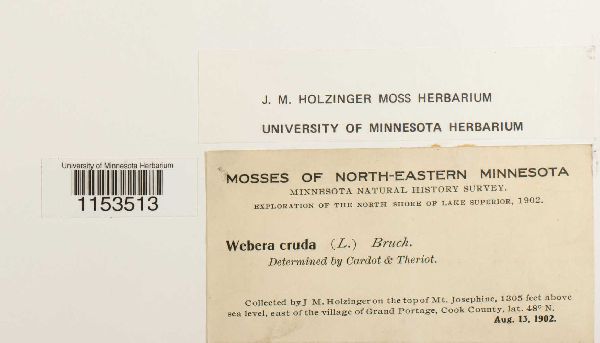 J. M. HOLZINGER MOSS HERBARIUM
UNIVERSITY OF MINNESOTA HERBARIUM
University of Minnesota Herbarium
1153513
MOSSES OF NORTH-EASTERN MINNESOTA
MINNESOTA NATURAL HISTORY SURVEY.
EXPLORATION OF THE NORTH SHORE OF LAKE SUPERIOR, 1902.
Webera cruda (L.) Bruch.
Determined by Cardot & Theriot.
Collected by J M. Holzinger on the top of Mt. Josephine, 1305 feet above
sea level, east of the village of Grand Portage, Cook County, lat. 48° N.
Aug. 13, 1902.